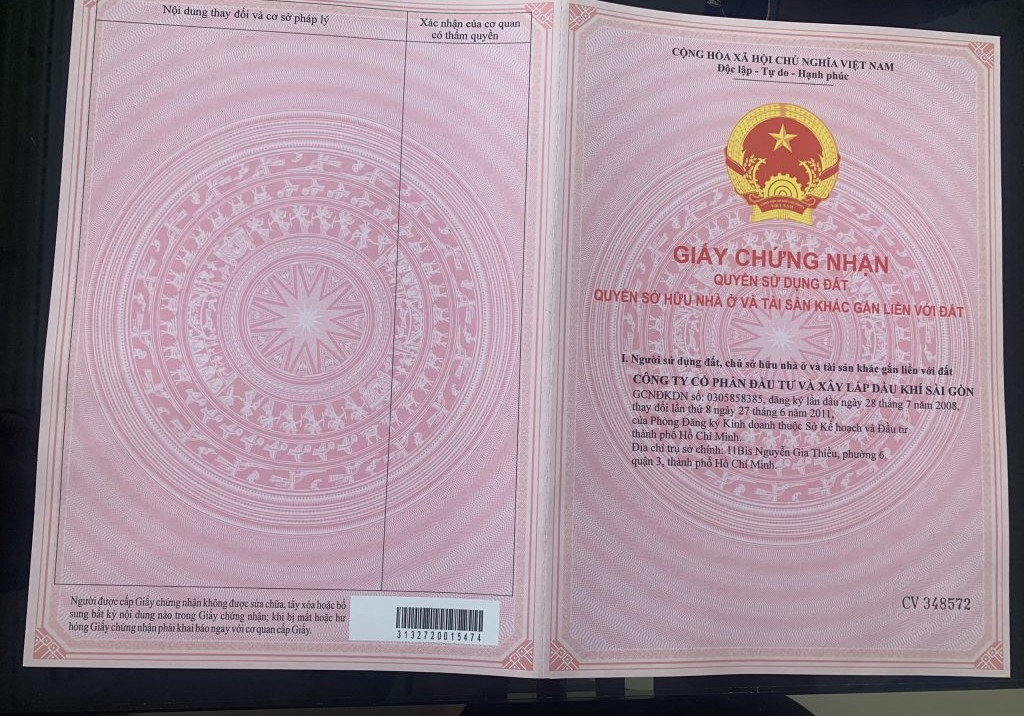 Nội dung thay đổi và cơ sở pháp lý
Xác nhận của cơ quan
có thẩm quyền
Người được cấp Giấy chứng nhận không được sửa chữa, tẩy xóa hoặc bổ
sung bất kỳ nội dung nào trong Giấy chứng nhận; khi bị mất hoặc hư
hỏng Giấy chứng nhận phải khai báo ngay với cơ quan cấp Giấy.
3132720015474
CỘNG HÒA XÃ HỘI CHỦ NGHĨA VIỆT NAM
Độc lập - Tự do - Hạnh phúc
VIỆT NAM
GIẤY CHỨNG NHẬN
QUYỀN SỬ DỤNG ĐẤT
QUYỀN SỞ HỮU NHÀ Ở VÀ TÀI SẢN KHÁC GẮN LIỀN VỚI ĐẤT
I. Người sử dụng đất, chủ sở hữu nhà ở và tài sản khác gắn liền với đất
CÔNG TY CỔ PHẦN ĐẦU TƯ VÀ XÂY LẮP DẦU KHÍ SÀI GÒN
GCNĐKDN số: 0305858385, đăng ký lần đầu ngày 28 tháng 7 năm 2008,
thay đổi lần thứ 8 ngày 27 tháng 6 năm 2011,
của Phòng Đăng ký Kinh doanh thuộc Sở Kế hoạch và Đầu tư
thành phố Hồ Chí Minh.
Địa chỉ trụ sở chính: 11Bis Nguyễn Gia Thiều, phường 6,
quận 3, thành phố Hồ Chí Minh.
CV 348572